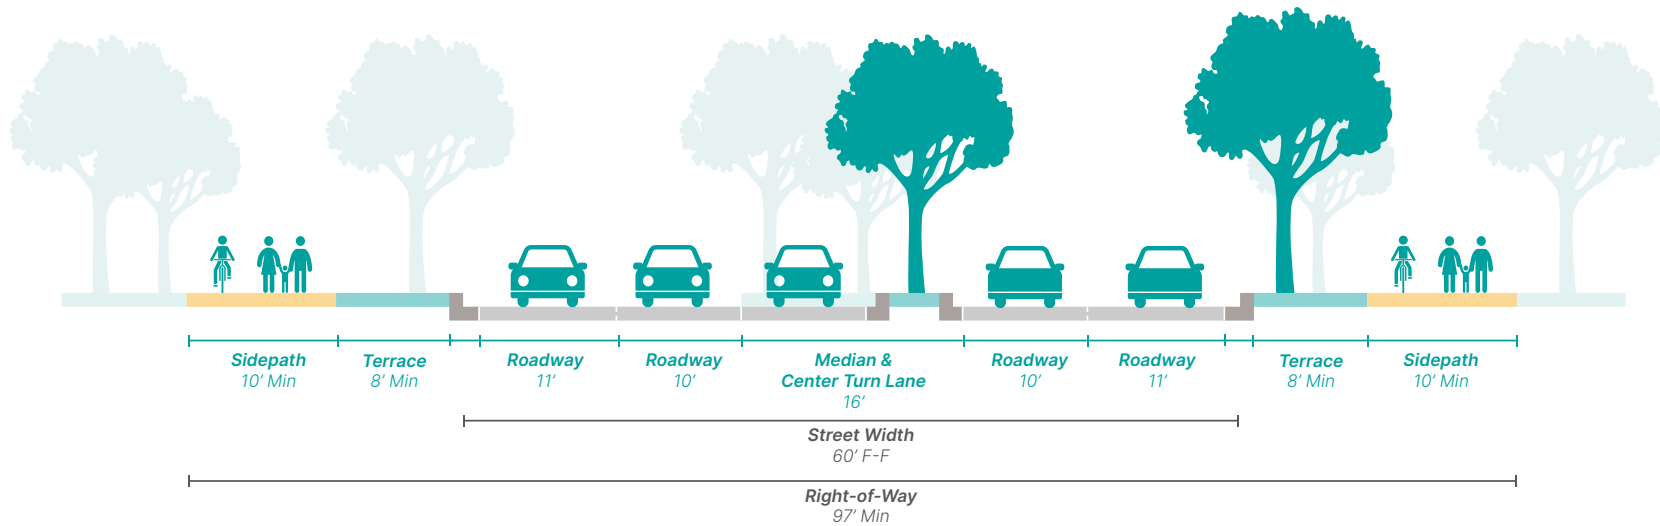 Sidepath
10’ Min
Terrace
8’ Min
Roadway
11’
Roadway
10’
Median &
Center Turn Lane
16’
Roadway
10’
Roadway
11’
Terrace
8’ Min
Sidepath
10’ Min
Street Width
60’ F-F
Right-of-Way
97’ Min